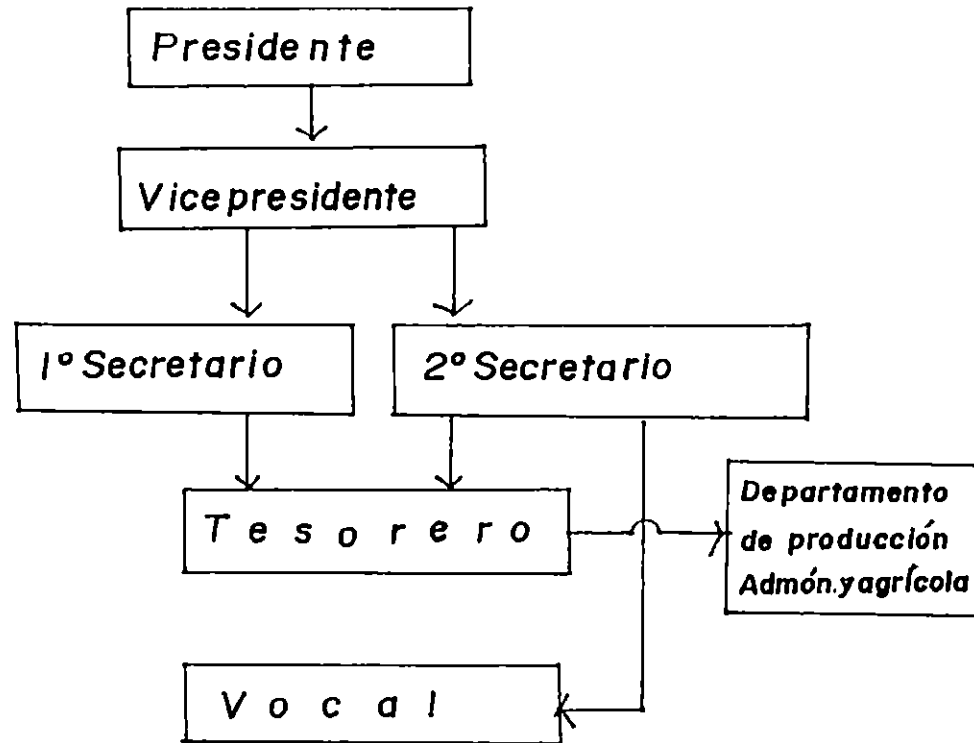 Presidente
Vicepresidente
1º Secretario
2º Secretario
Tesorero
Departamento
de producción
Admón. y agrícola
Vocal